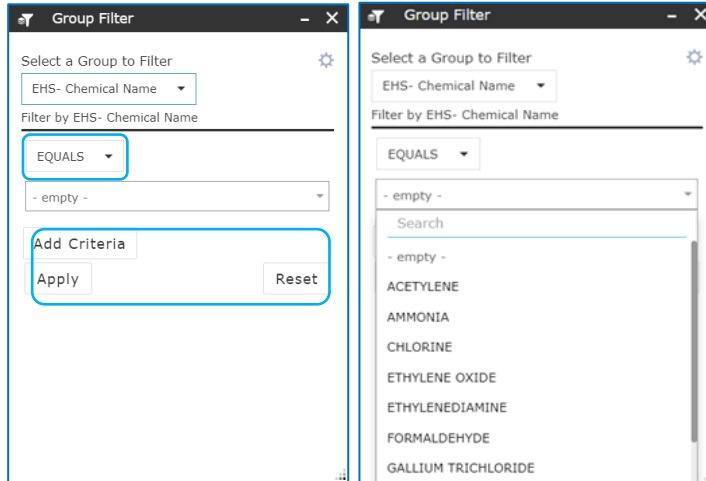 Group Filter
Select a Group to Filter
EHS- Chemical Name
Filter by EHS- Chemical Name
EQUALS
- empty -
Add Criteria
Apply
Reset
Group Filter
Select a Group to Filter
EHS- Chemical Name
Filter by EHS- Chemical Name
EQUALS
- empty -
Search
- empty -
ACETYLENE
AMMONIA
CHLORINE
ETHYLENE OXIDE
ETHYLENEDIAMINE
FORMALDEHYDE
GALLIUM TRICHLORIDE